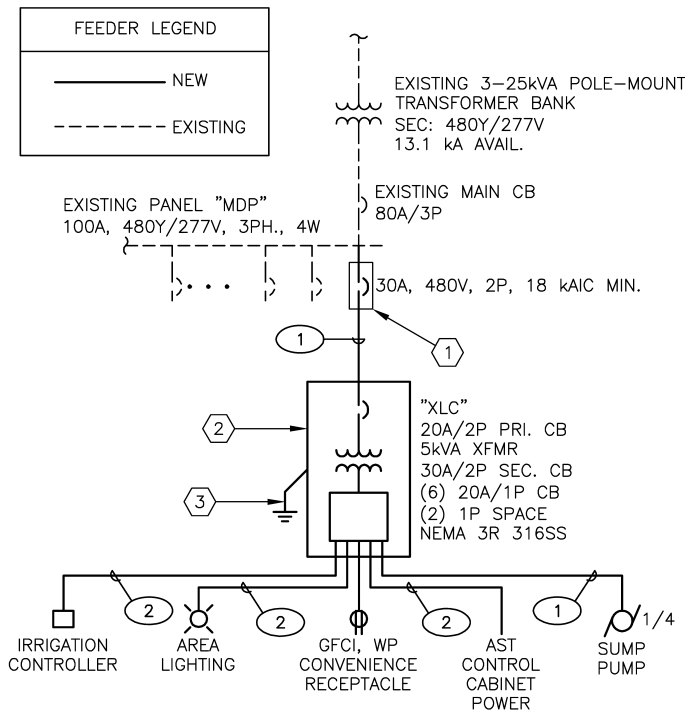 FEEDER LEGEND
NEW
EXISTING
EXISTING 3-25kVA POLE-MOUNT
TRANSFORMER BANK
SEC: 480Y/277V
13.1 kA AVAIL.
EXISTING MAIN CB
80A/3P
EXISTING PANEL "MDP"
100A, 480Y/277V, 3PH., 4W
30A, 480V, 2P, 18 kAIC MIN.
1
1
2
3
"XLC"
20A/2P PRI. CB
5kVA XFMR
30A/2P SEC. CB
(6) 20A/1P CB
(2) 1P SPACE
NEMA 3R 316SS
2
2
2
1
1/4
IRRIGATION
CONTROLLER
AREA
LIGHTING
GFCI, WP
CONVENIENCE
RECEPTACLE
AST
CONTROL
CABINET
POWER
SUMP
PUMP